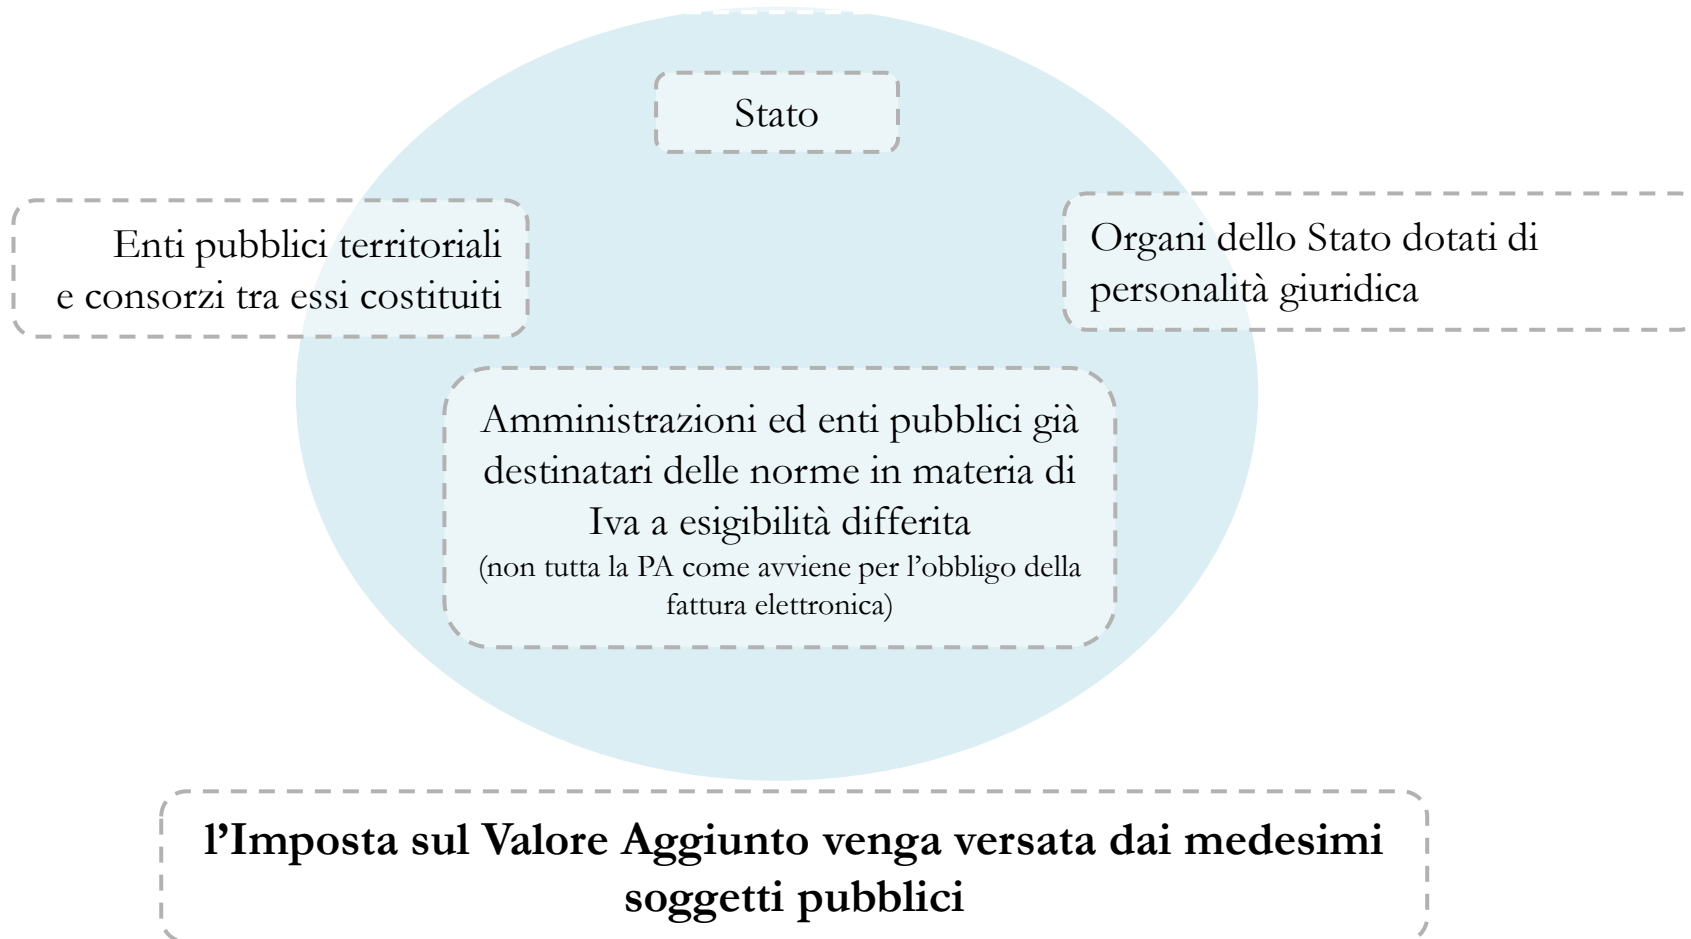 Stato
Enti pubblici territoriali
e consorzi tra essi costituiti
Organi dello Stato dotati di
personalità giuridica
Amministrazioni ed enti pubblici già
destinatari delle norme in materia di
Iva a esigibilità differita
(non tutta la PA come avviene per l’obbligo della
fattura elettronica)
l’Imposta sul Valore Aggiunto venga versata dai medesimi
soggetti pubblici